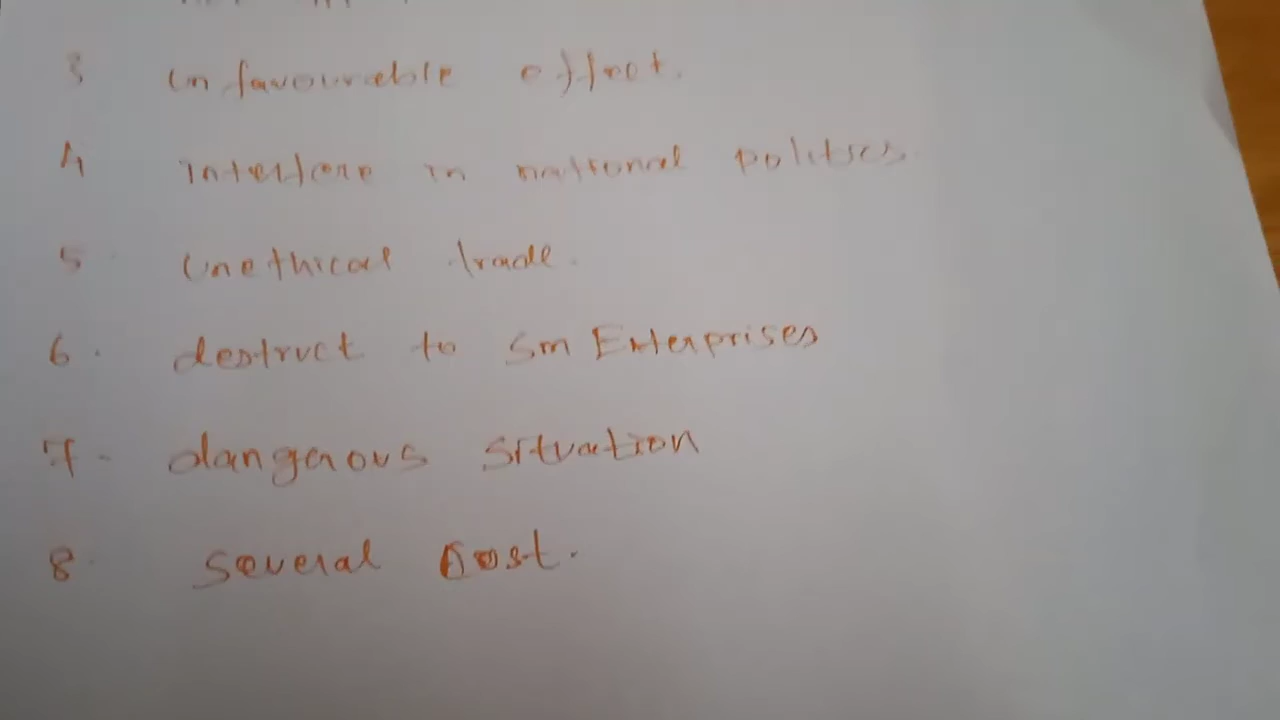 3 Unfavourable effect.
4 interfere in national politics.
5. Unethical trade.
6. destruct to Sm Enterprises
7. dangerous Situation
8. Several Cost.